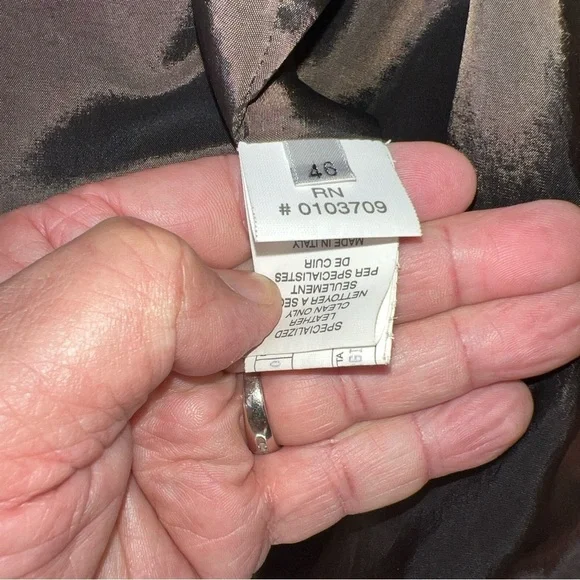 46
RN
# 0103709
SPECIALIZED
LEATHER
CLEAN ONLY
NETTOYER A SEC
SEULEMENT
PER SPECIALISTES
DE CUIR
MADE IN ITALY